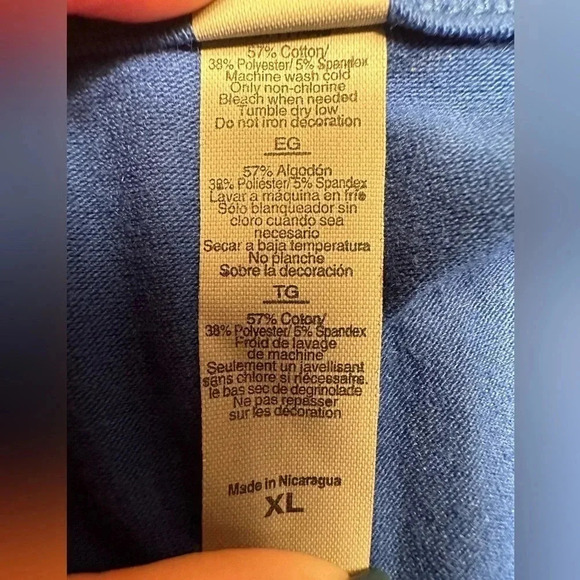 57% Cotton/
38% Polyester/ 5% Spandex
Machine wash cold
Only non-chlorine
Bleach when needed
Tumble dry low
Do not iron decoration
EG
57% Algodón
38% Poliéster/ 5% Spandex
Lavar a máquina en frío
Sólo blanqueador sin
cloro cuando sea
necesario
Secar a baja temperatura
No planche
Sobre la decoración
TG
57% Coton/
38% Polyester/ 5% Spandex
Froid de lavage
de machine
Seulement un javellisant
sans chlore si nécessaire.
le bas sec de degrinolade
Ne pas repasser
sur les décoration
Made in Nicaragua
XL